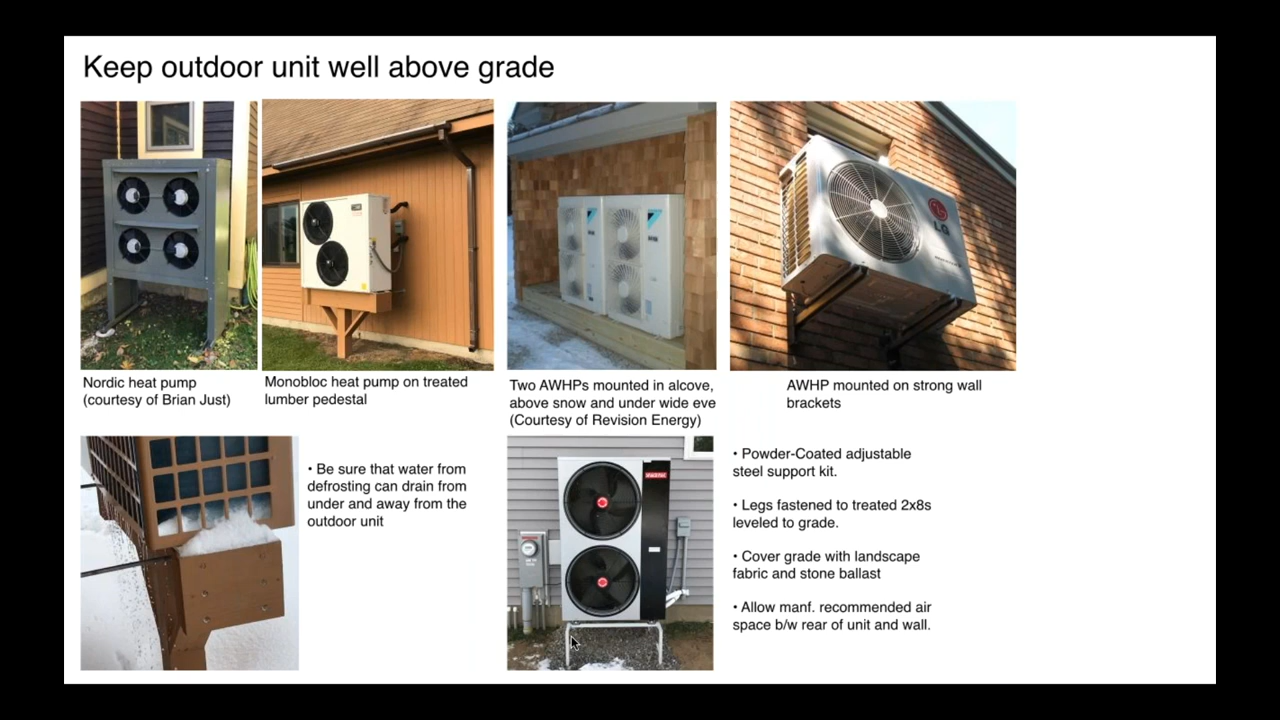 Keep outdoor unit well above grade
LG
Nordic heat pump
(courtesy of Brian Just)
Monobloc heat pump on treated
lumber pedestal
Two AWHPs mounted in alcove,
above snow and under wide eve
(Courtesy of Revision Energy)
AWHP mounted on strong wall
brackets
• Be sure that water from
defrosting can drain from
under and away from the
outdoor unit
• Powder-Coated adjustable
steel support kit.
• Legs fastened to treated 2x8s
leveled to grade.
• Cover grade with landscape
fabric and stone ballast
• Allow manf. recommended air
space b/w rear of unit and wall.